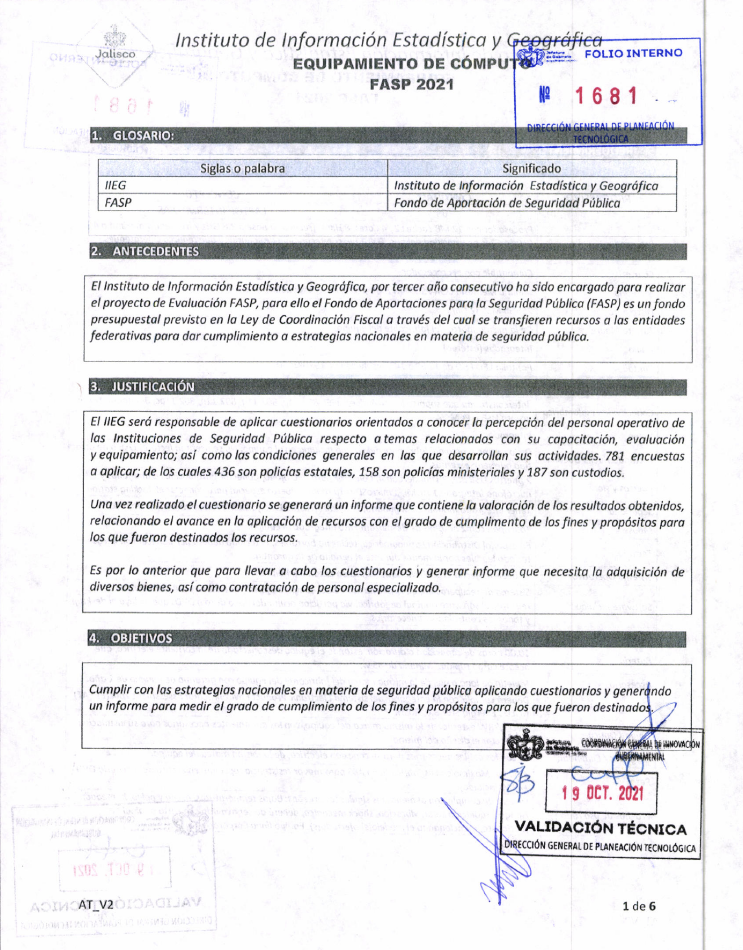 Jalisco
Instituto de Información Estadística y Geográfica
EQUIPAMIENTO DE CÓMPUTO
FASP 2021
FOLIO INTERNO
Nº 1681
DIRECCIÓN GENERAL DE PLANEACIÓN
TECNOLÓGICA
1. GLOSARIO:
Siglas o palabra Significado
IIEG Instituto de Información Estadística y Geográfica
FASP Fondo de Aportación de Seguridad Pública
2. ANTECEDENTES
El Instituto de Información Estadística y Geográfica, por tercer año consecutivo ha sido encargado para realizar
el proyecto de Evaluación FASP, para ello el Fondo de Aportaciones para la Seguridad Pública (FASP) es un fondo
presupuestal previsto en la Ley de Coordinación Fiscal a través del cual se transfieren recursos a las entidades
federativas para dar cumplimiento a estrategias nacionales en materia de seguridad pública.
3. JUSTIFICACIÓN
El IIEG será responsable de aplicar cuestionarios orientados a conocer la percepción del personal operativo de
las Instituciones de Seguridad Pública respecto a temas relacionados con su capacitación, evaluación
y equipamiento; así como las condiciones generales en las que desarrollan sus actividades. 781 encuestas
a aplicar; de los cuales 436 son policías estatales, 158 son policías ministeriales y 187 son custodios.
Una vez realizado el cuestionario se generará un informe que contiene la valoración de los resultados obtenidos,
relacionando el avance en la aplicación de recursos con el grado de cumplimento de los fines y propósitos para
los que fueron destinados los recursos.
Es por lo anterior que para llevar a cabo los cuestionarios y generar informe que necesita la adquisición de
diversos bienes, así como contratación de personal especializado.
4. OBJETIVOS
Cumplir con las estrategias nacionales en materia de seguridad pública aplicando cuestionarios y generando
un informe para medir el grado de cumplimiento de los fines y propósitos para los que fueron destinados.
COORDINACIÓN GENERAL DE INNOVACIÓN
GUBERNAMENTAL
19 OCT. 2021
VALIDACIÓN TÉCNICA
DIRECCIÓN GENERAL DE PLANEACIÓN TECNOLÓGICA
AT_V2
1 de 6